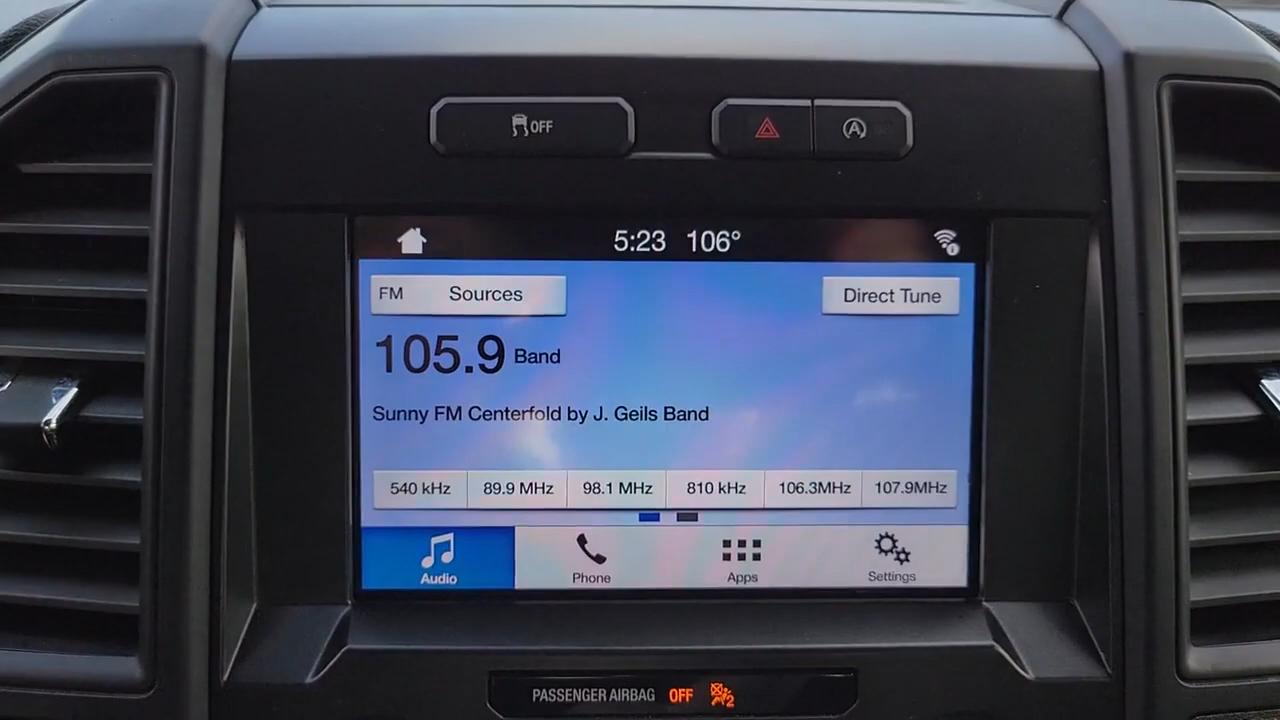 OFF
A
5:23 106°
FM Sources
Direct Tune
105.9 Band
Sunny FM Centerfold by J. Geils Band
540 kHz 89.9 MHz 98.1 MHz 810 kHz 106.3MHz 107.9MHz
Audio Phone Apps Settings
PASSENGER AIRBAG OFF 2